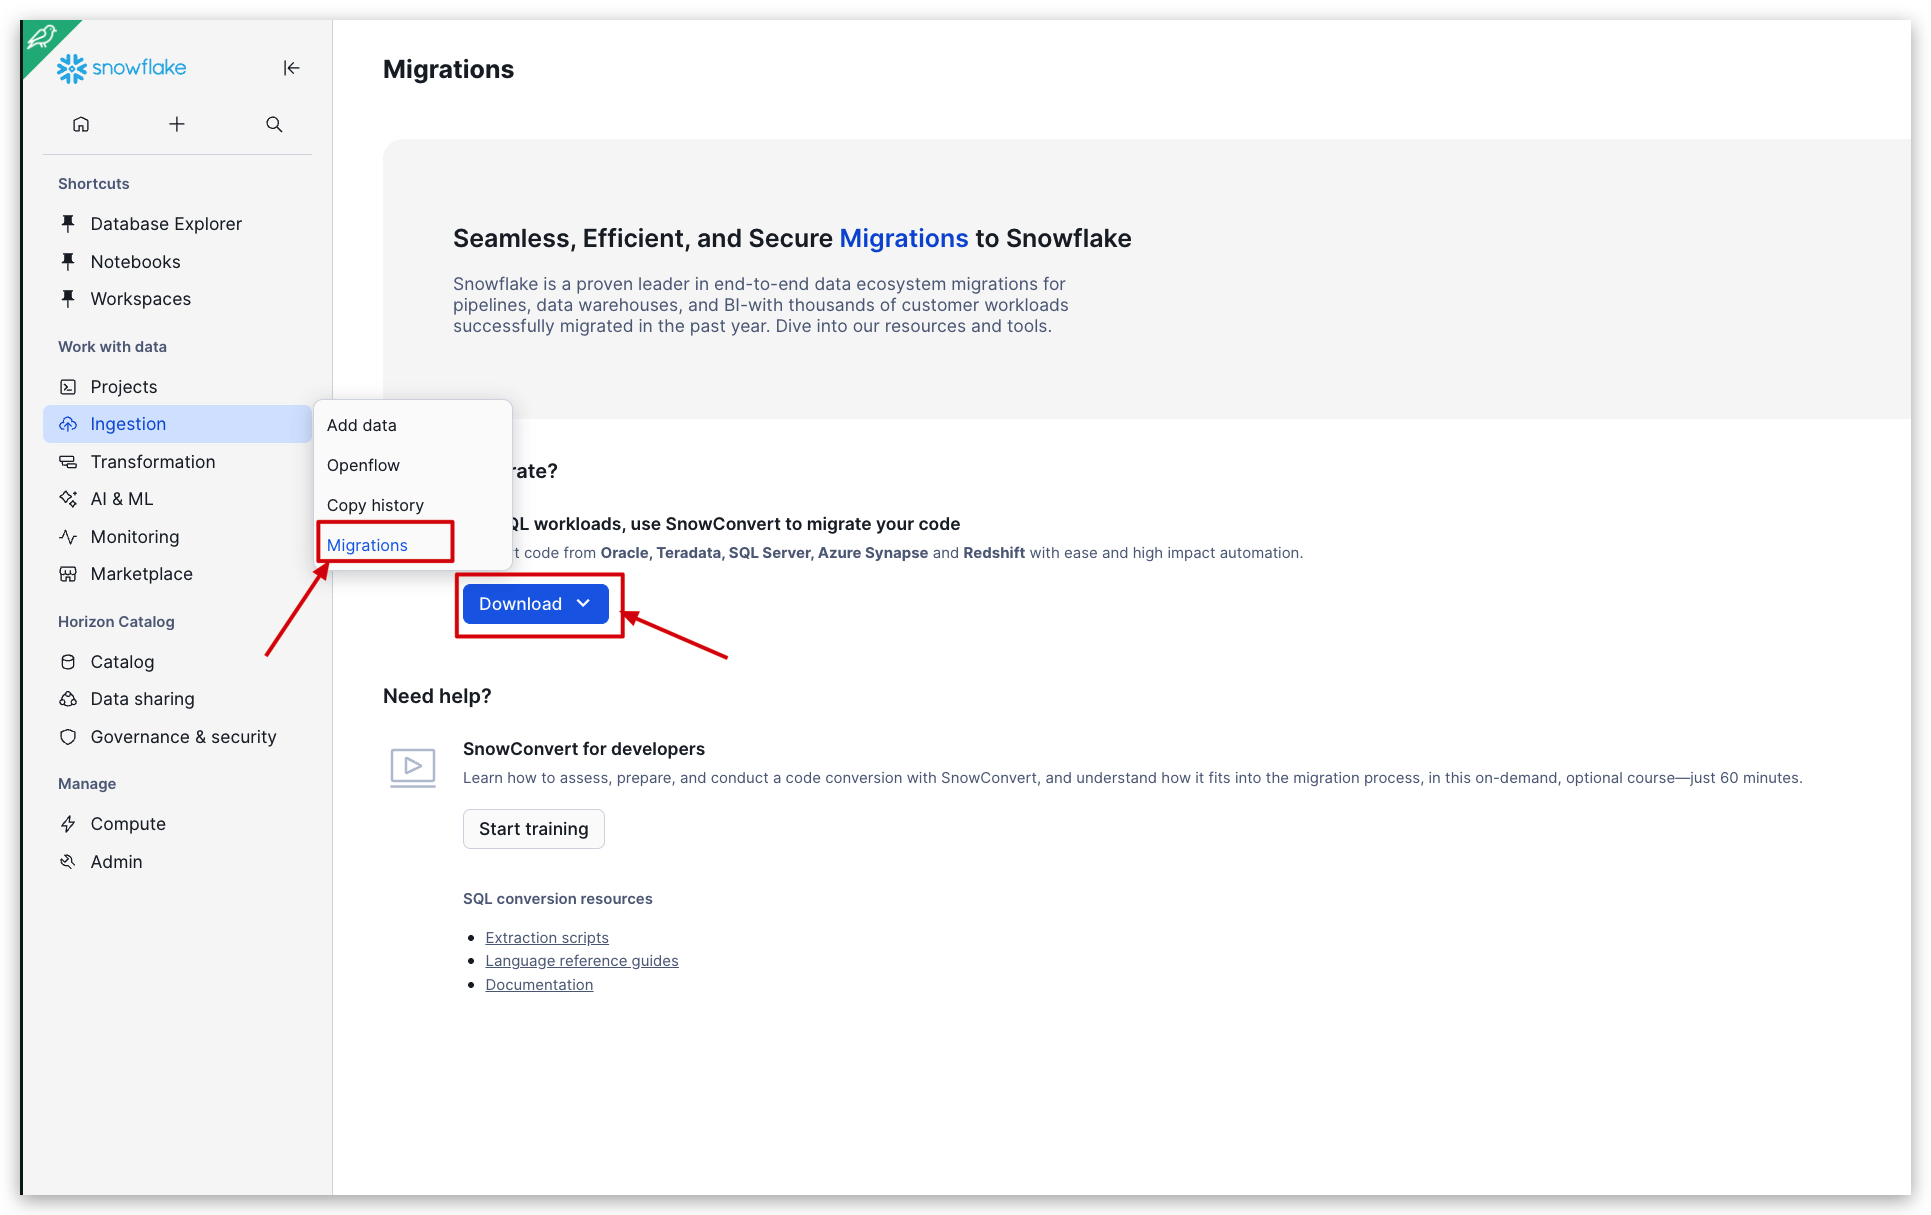 snowflake
Shortcuts
Database Explorer
Notebooks
Workspaces
Work with data
Projects
Ingestion
Transformation
AI & ML
Monitoring
Marketplace
Horizon Catalog
Catalog
Data sharing
Governance & security
Manage
Compute
Admin
Add data
Openflow
Copy history
Migrations
Migrations
Seamless, Efficient, and Secure Migrations to Snowflake
Snowflake is a proven leader in end-to-end data ecosystem migrations for
pipelines, data warehouses, and BI-with thousands of customer workloads
successfully migrated in the past year. Dive into our resources and tools.
rate?
QL workloads, use SnowConvert to migrate your code
t code from Oracle, Teradata, SQL Server, Azure Synapse and Redshift with ease and high impact automation.
Download
Need help?
SnowConvert for developers
Learn how to assess, prepare, and conduct a code conversion with SnowConvert, and understand how it fits into the migration process, in this on-demand, optional course—just 60 minutes.
Start training
SQL conversion resources
Extraction scripts
Language reference guides
Documentation